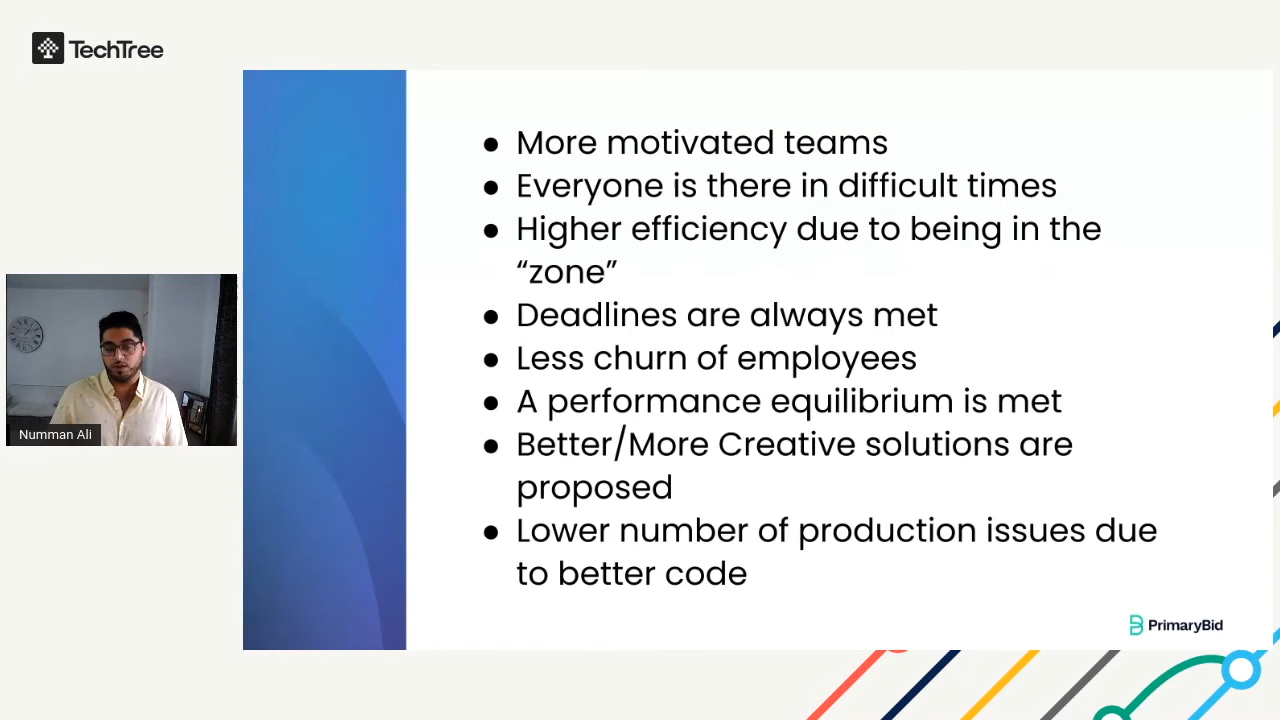 TechTree
● More motivated teams
● Everyone is there in difficult times
● Higher efficiency due to being in the
“zone”
● Deadlines are always met
● Less churn of employees
● A performance equilibrium is met
● Better/More Creative solutions are
proposed
● Lower number of production issues due
to better code
Numman Ali
PrimaryBid